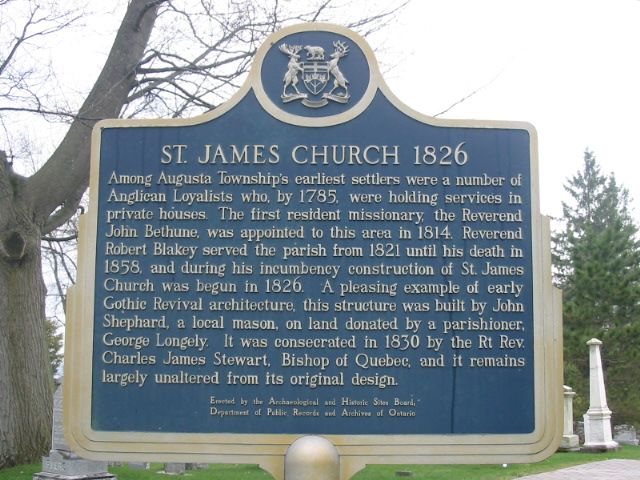 ST. JAMES CHURCH 1826
Among Augusta Township's earliest settlers were a number of
Anglican Loyalists who, by 1785, were holding services in
private houses. The first resident missionary, the Reverend
John Bethune, was appointed to this area in 1814. Reverend
Robert Blakey served the parish from 1821 until his death in
1858, and during his incumbency construction of St. James
Church was begun in 1826. A pleasing example of early
Gothic Revival architecture, this structure was built by John
Shephard, a local mason, on land donated by a parishioner,
George Longely. It was consecrated in 1830 by the Rt Rev.
Charles James Stewart, Bishop of Quebec, and it remains
largely unaltered from its original design.
Erected by the Archaeological and Historic Sites Board,
Department of Public Records and Archives of Ontario